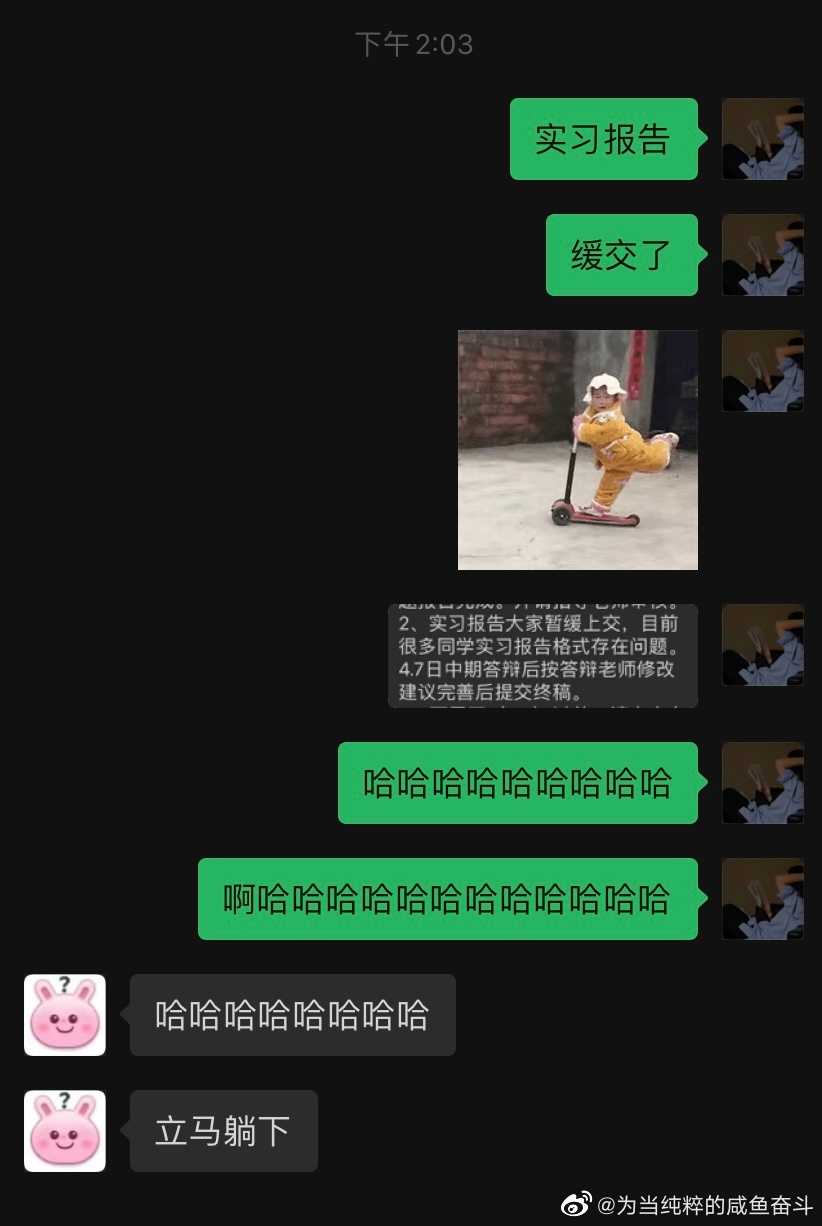 下午2:03
实习报告
缓交了
2、实习报告大家暂缓上交，目前
很多同学实习报告格式存在问题。
4.7日中期答辩后按答辩老师修改
建议完善后提交终稿。
哈哈哈哈哈哈哈哈哈
啊哈哈哈哈哈哈哈哈哈哈哈哈
?
哈哈哈哈哈哈哈哈
?
立马躺下
@为当纯粹的咸鱼奋斗